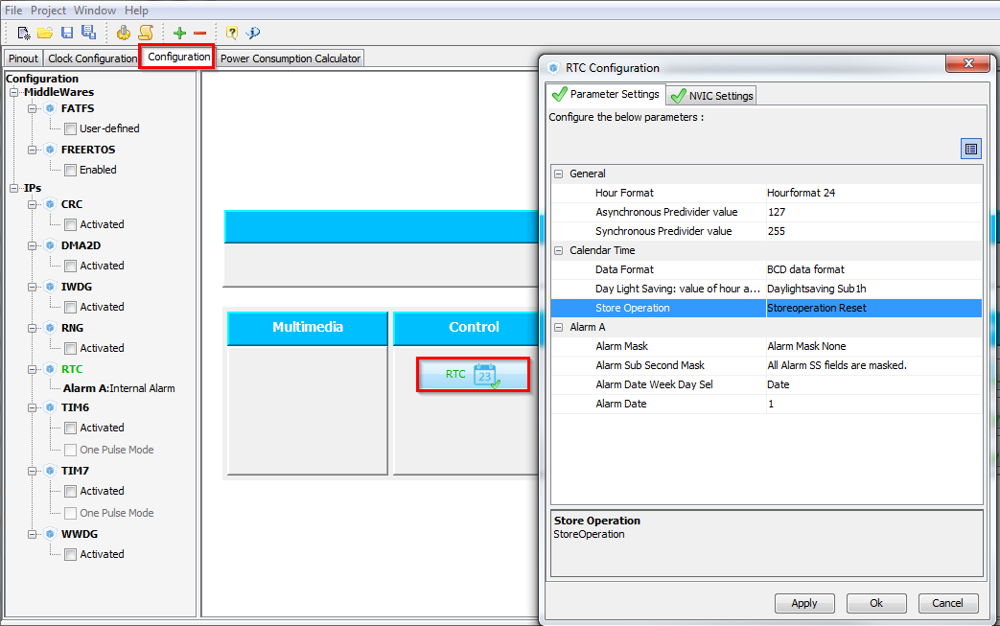 File Project Window Help
Pinout Clock Configuration Configuration Power Consumption Calculator
Configuration
MiddleWares
FATFS
User-defined
FREERTOS
Enabled
IPs
CRC
Activated
DMA2D
Activated
IWDG
Activated
RNG
Activated
RTC
Alarm A:Internal Alarm
TIM6
Activated
One Pulse Mode
TIM7
Activated
One Pulse Mode
WWDG
Activated
Multimedia Control
RTC 23
RTC Configuration
Parameter Settings NVIC Settings
Configure the below parameters :
General
Hour Format Hourformat 24
Asynchronous Predivider value 127
Synchronous Predivider value 255
Calendar Time
Data Format BCD data format
Day Light Saving: value of hour a... Daylightsaving Sub1h
Store Operation Storeoperation Reset
Alarm A
Alarm Mask Alarm Mask None
Alarm Sub Second Mask All Alarm SS fields are masked.
Alarm Date Week Day Sel Date
Alarm Date 1
Store Operation
StoreOperation
Apply Ok Cancel